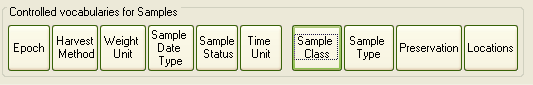 Controlled vocabularies for Samples
Epoch
Harvest
Method
Weight
Unit
Sample
Date
Type
Sample
Status
Time
Unit
Sample
Class
Sample
Type
Preservation
Locations